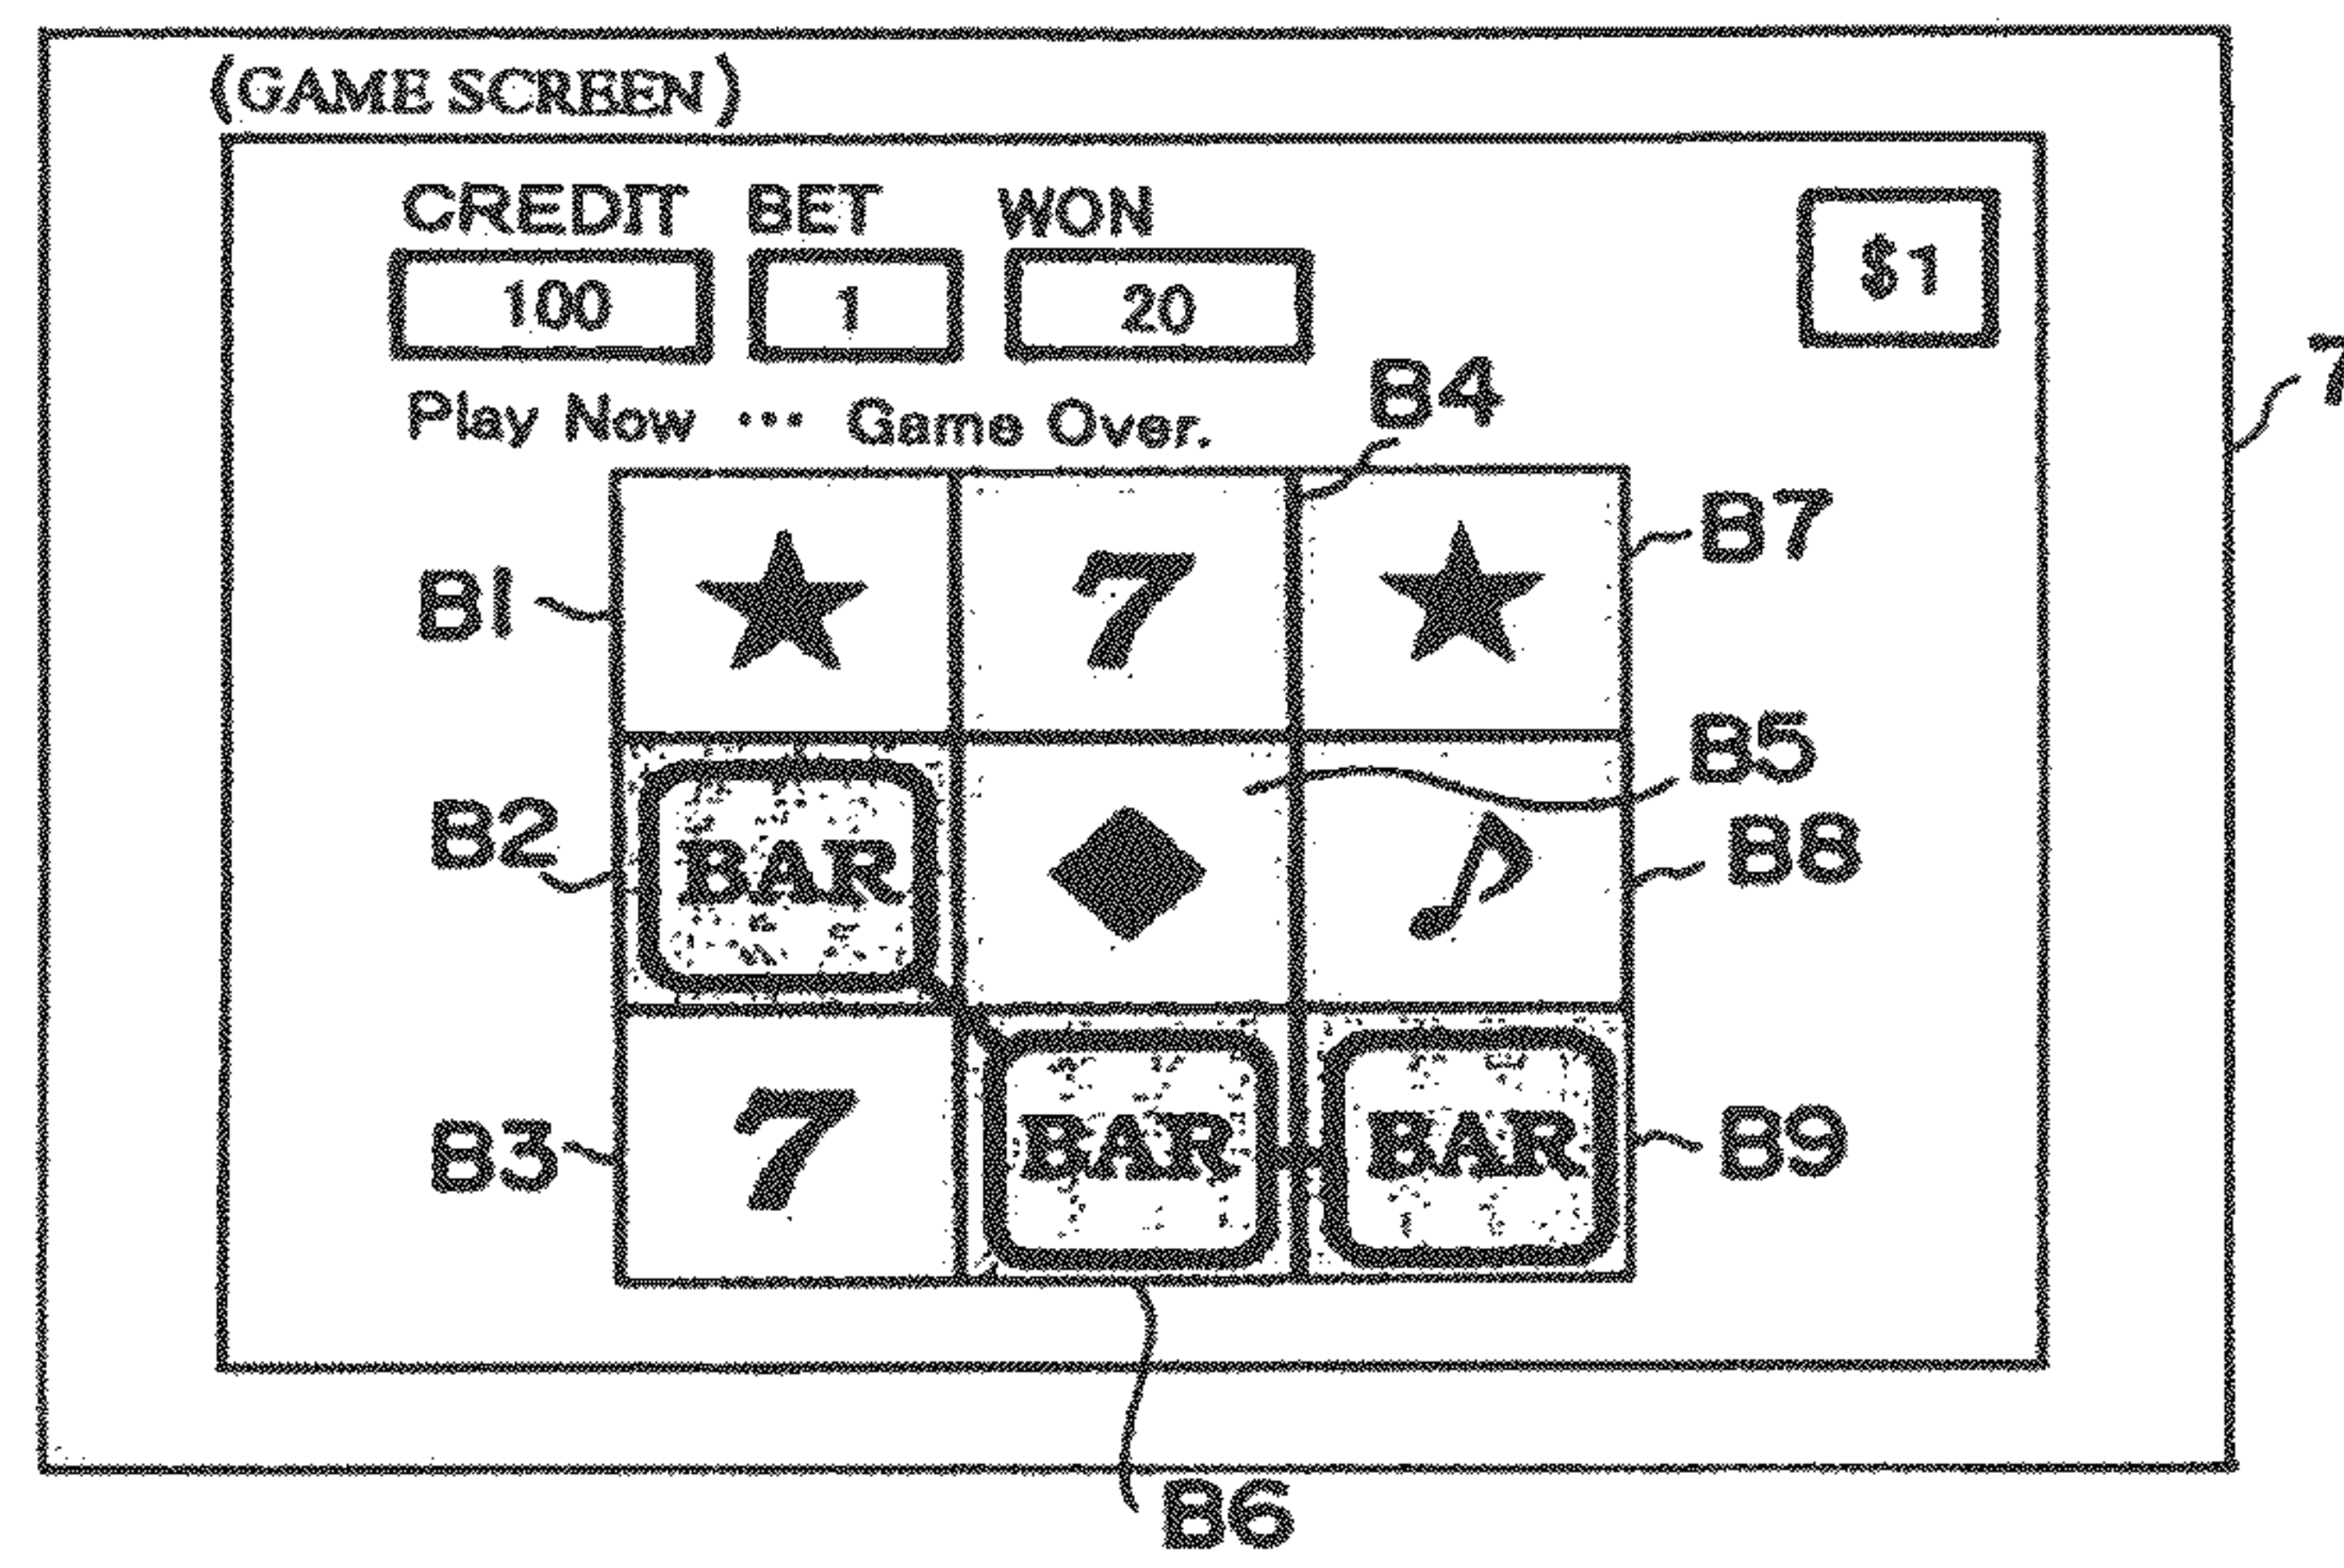 (GAME SCREEN)
CREDIT BET WON
100 1 20 $1
7
Play Now ... Game Over.
B4
B1 7 B7
B5
B2 BAR B8
B3 7 BAR BAR B9
B6